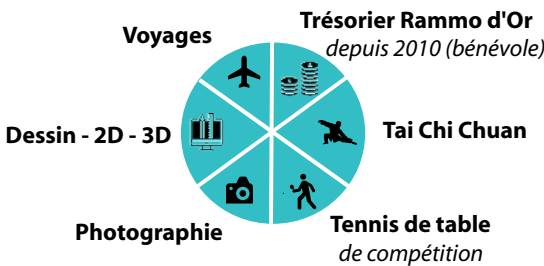 Voyages
Trésorier Rammo d'Or
depuis 2010 (bénévole)
Dessin - 2D - 3D
Tai Chi Chuan
Photographie
Tennis de table
de compétition